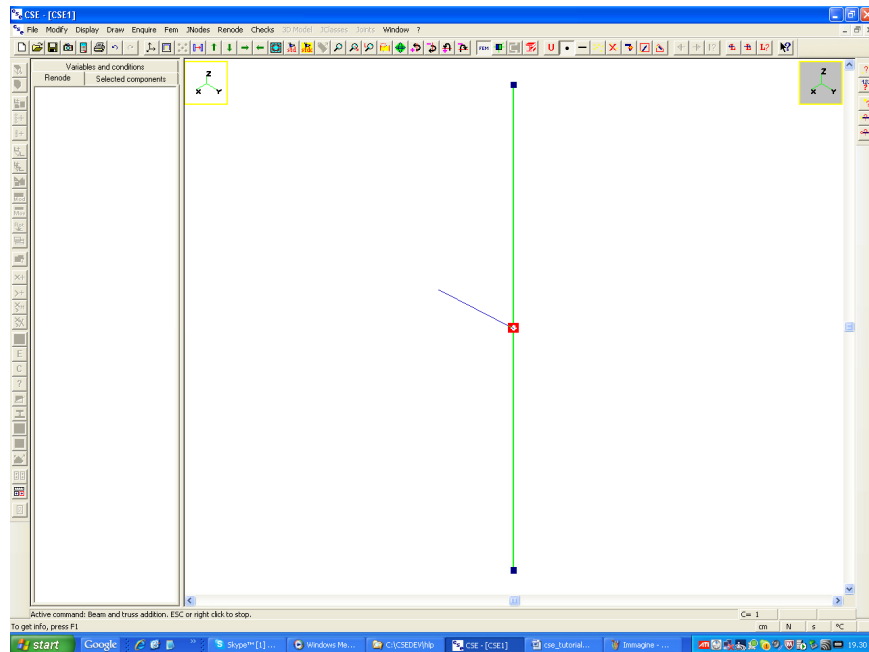 CSE - [CSE1]
File Modify Display Draw Enquire Fem JNodes Renode Checks 3D Model JClasses Joints Window ?
FEM U L?
Variables and conditions
Renode Selected components
Z
X Y
Z
X Y
E
C
?
Active command: Beam and truss addition. ESC or right click to stop.
C= 1
To get info, press F1
cm N s °C
start Google Skype™ [1] ... Windows Me... C:\CSEDEV\hlp CSE - [CSE1] cse_tutorial... Immagine - ... 19.30